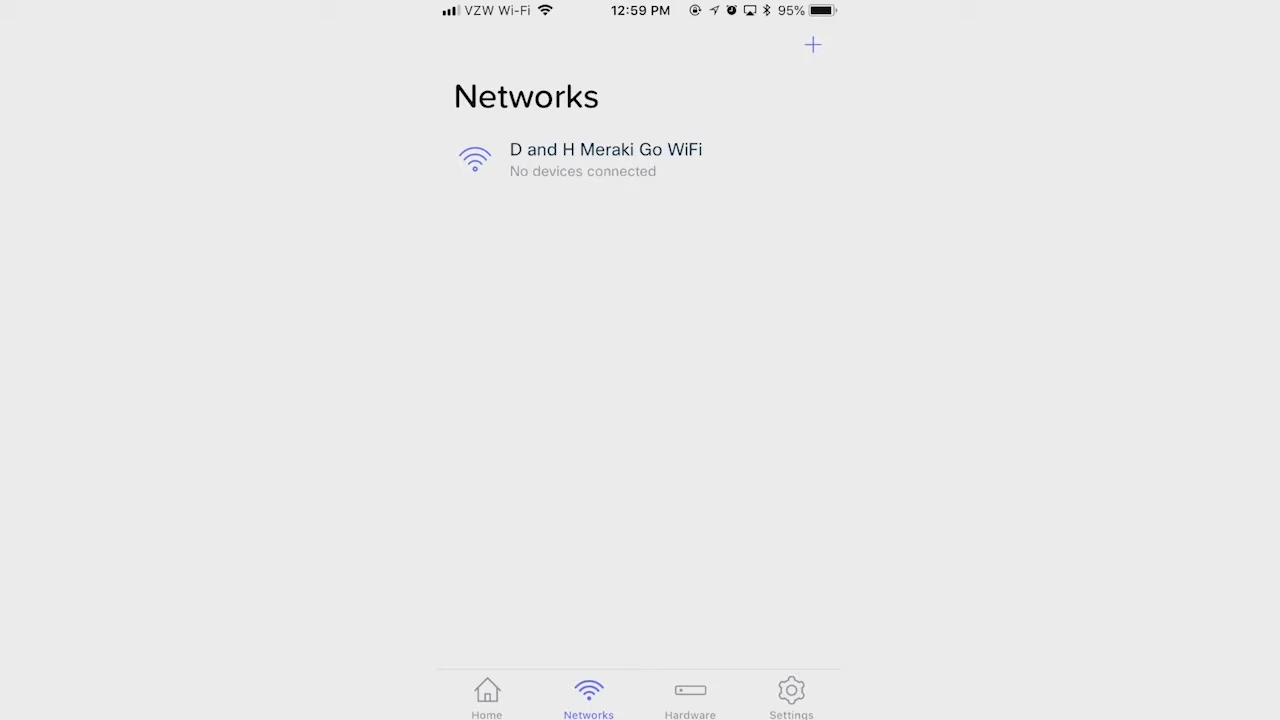 VZW Wi-Fi 12:59 PM 95%
Networks
D and H Meraki Go WiFi
No devices connected
Home Networks Hardware Settings